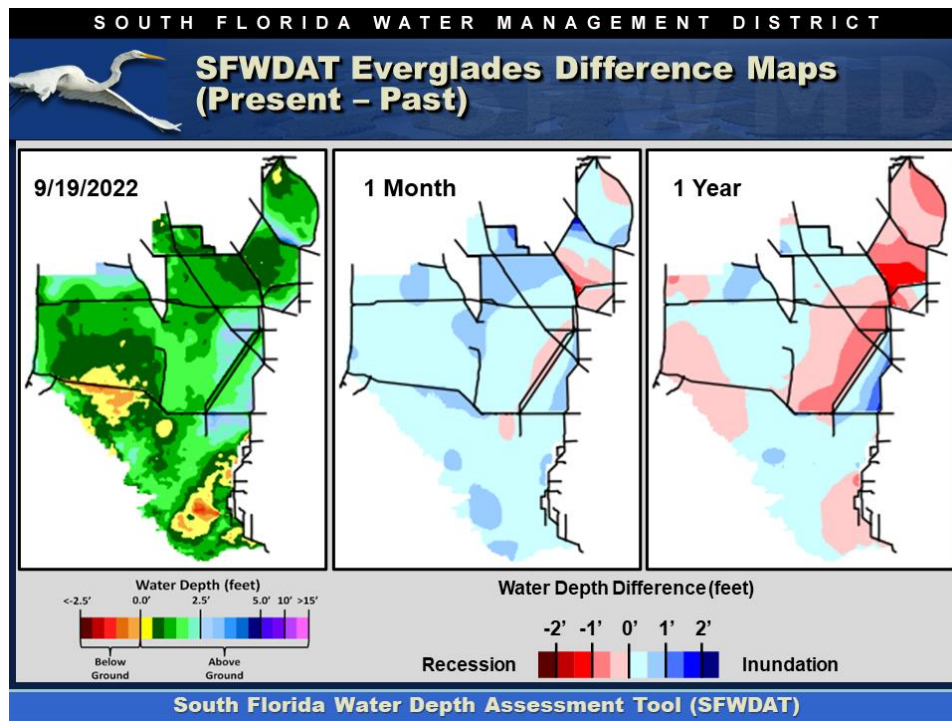 SOUTH FLORIDA WATER MANAGEMENT DISTRICT
SFWDAT Everglades Difference Maps
(Present – Past)
9/19/2022
1 Month
1 Year
Water Depth (feet)
<-2.5' 0.0' 2.5' 5.0' 10' >15'
Below
Ground
Above
Ground
Water Depth Difference (feet)
-2' -1' 0' 1' 2'
Recession
Inundation
South Florida Water Depth Assessment Tool (SFWDAT)